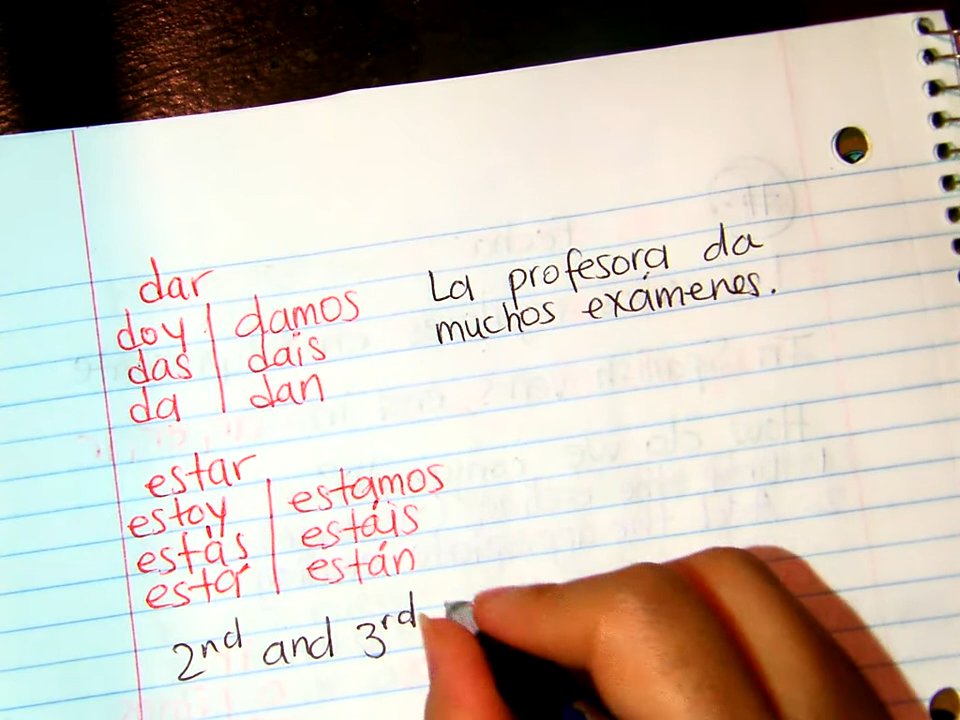 dar
doy damos
das dais
da dan
La profesora da
muchos exámenes.
estar
estoy estamos
estás estáis
está están
2nd and 3rd